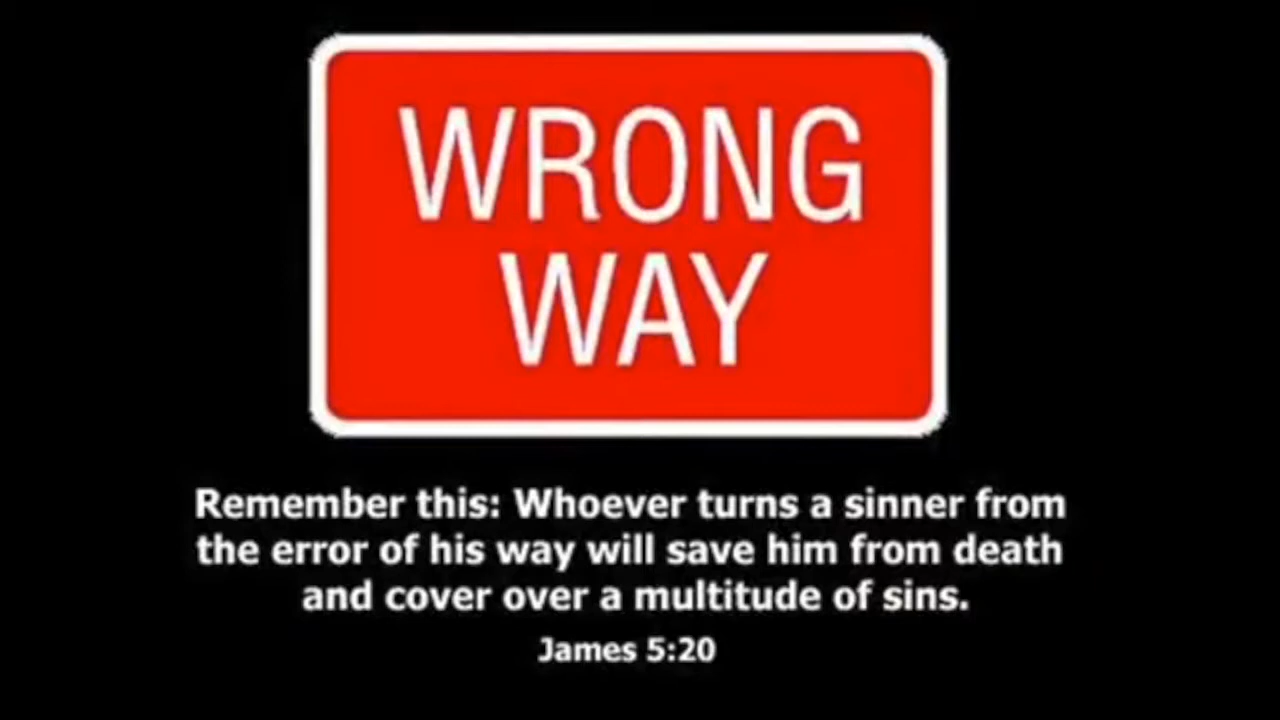 WRONG
WAY
Remember this: Whoever turns a sinner from
the error of his way will save him from death
and cover over a multitude of sins.
James 5:20